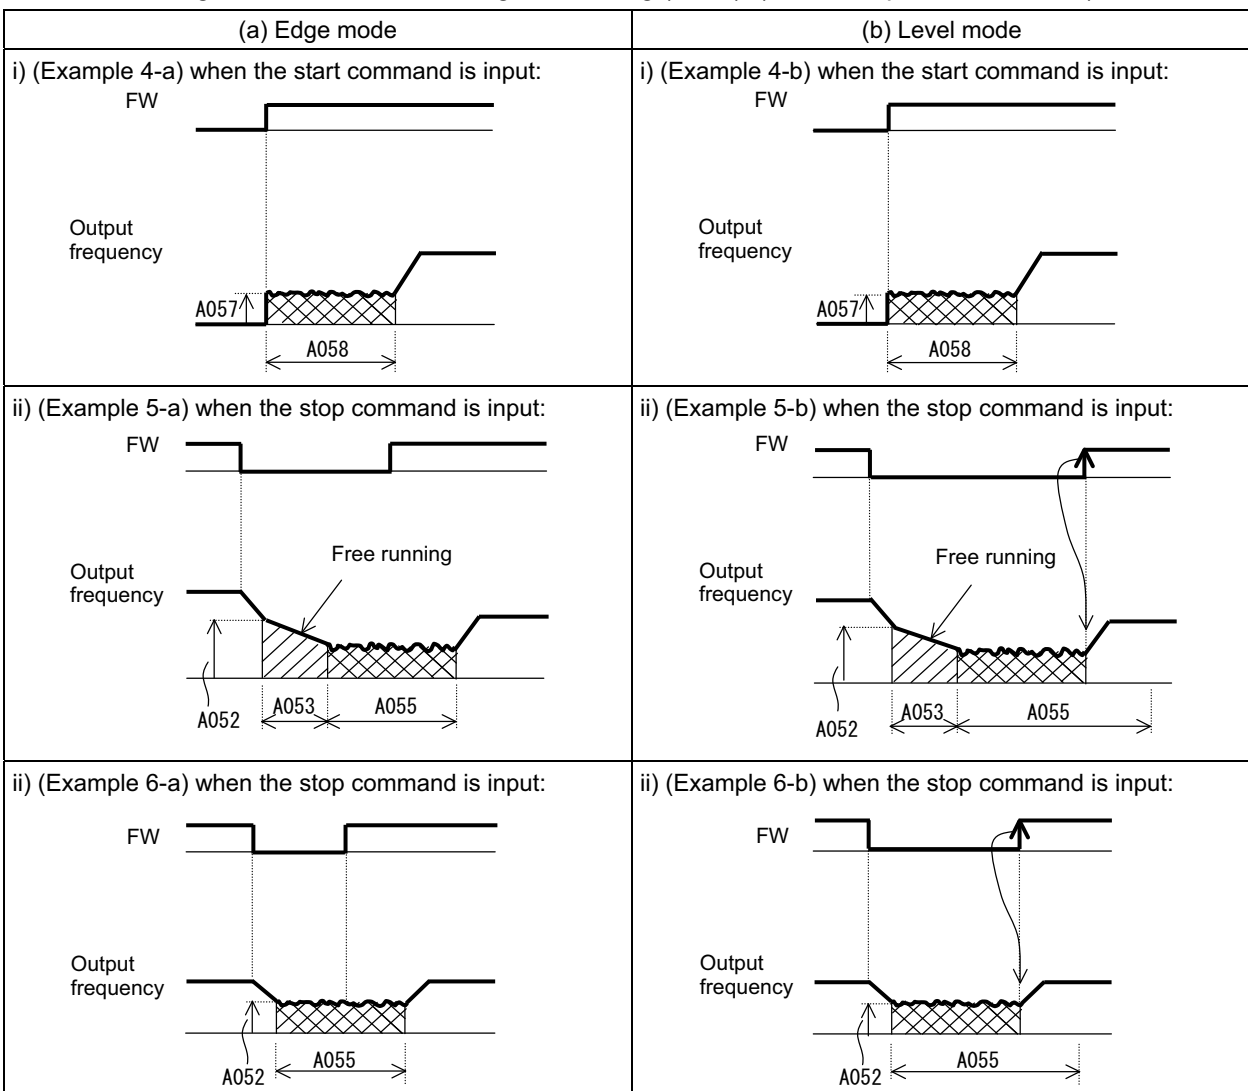 (a) Edge mode
(b) Level mode
i) (Example 4-a) when the start command is input:
FW
Output
frequency
A057
A058
i) (Example 4-b) when the start command is input:
FW
Output
frequency
A057
A058
ii) (Example 5-a) when the stop command is input:
FW
Free running
Output
frequency
A052
A053
A055
ii) (Example 5-b) when the stop command is input:
FW
Free running
Output
frequency
A052
A053
A055
ii) (Example 6-a) when the stop command is input:
FW
Output
frequency
A052
A055
ii) (Example 6-b) when the stop command is input:
FW
Output
frequency
A052
A055